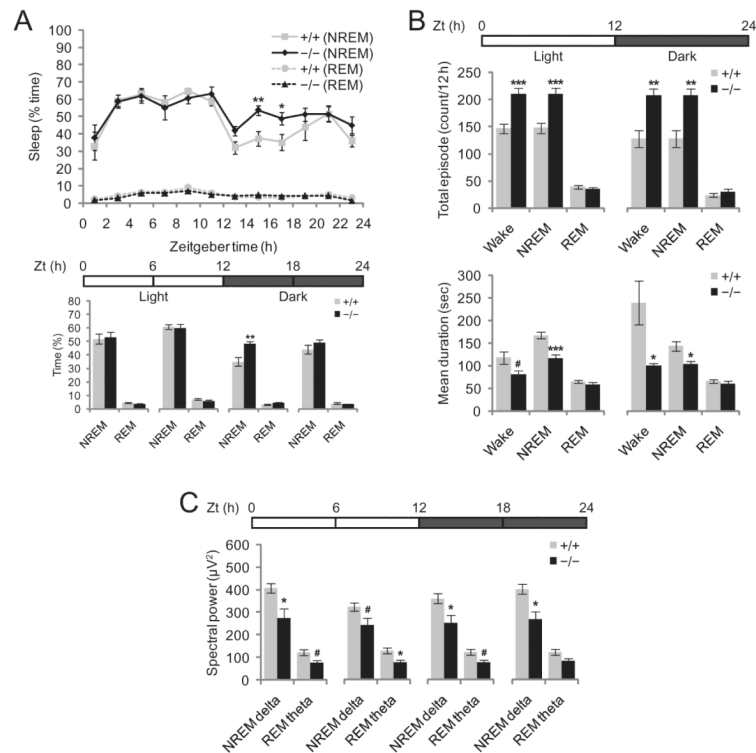 A
Sleep (% time)
100
90
80
70
60
50
40
30
20
10
0
+/+ (NREM)
−/− (NREM)
+/+ (REM)
−/− (REM)
** *
0 2 4 6 8 10 12 14 16 18 20 22 24
Zeitgeber time (h)
Zt (h) 0 6 12 18 24
Light Dark
Time (%)
80
70
60
50
40
30
20
10
0
+/+
−/−
**
NREM REM NREM REM NREM REM NREM REM
B
Zt (h) 0 12 24
Light Dark
Total episode (count/12 h)
250
200
150
100
50
0
+/+
−/−
*** *** ** **
Wake NREM REM Wake NREM REM
Mean duration (sec)
300
250
200
150
100
50
0
+/+
−/−
# *** * *
Wake NREM REM Wake NREM REM
C
Zt (h) 0 6 12 18 24
Spectral power (µV²)
600
500
400
300
200
100
0
+/+
−/−
* # # * * # *
NREM delta REM theta NREM delta REM theta NREM delta REM theta NREM delta REM theta